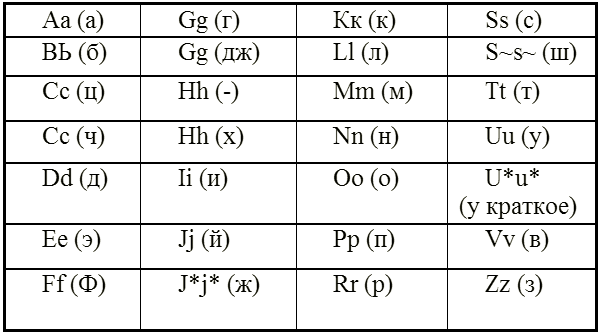 Aa (а) Gg (г) Кк (к) Ss (с)
BЬ (б) Gg (дж) Ll (л) S~s~ (ш)
Cc (ц) Hh (-) Mm (м) Tt (т)
Cc (ч) Hh (х) Nn (н) Uu (у)
Dd (д) Ii (и) Oo (о) U*u*
(у краткое)
Ee (э) Jj (й) Pp (п) Vv (в)
Ff (Ф) J*j* (ж) Rr (р) Zz (з)